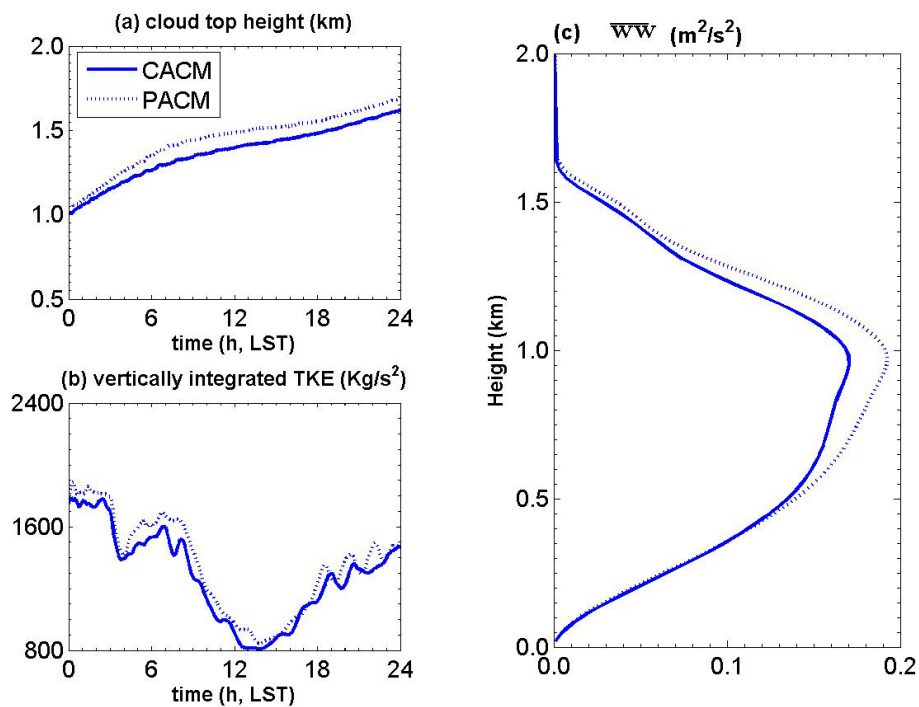 (a) cloud top height (km)
2.0
1.5
1.0
0.5
CACM
PACM
0 6 12 18 24
time (h, LST)
(b) vertically integrated TKE (Kg/s²)
2400
1600
800
0 6 12 18 24
time (h, LST)
(c) w̅w̅ (m²/s²)
2.0
1.5
1.0
0.5
0.0
Height (km)
0.0 0.1 0.2